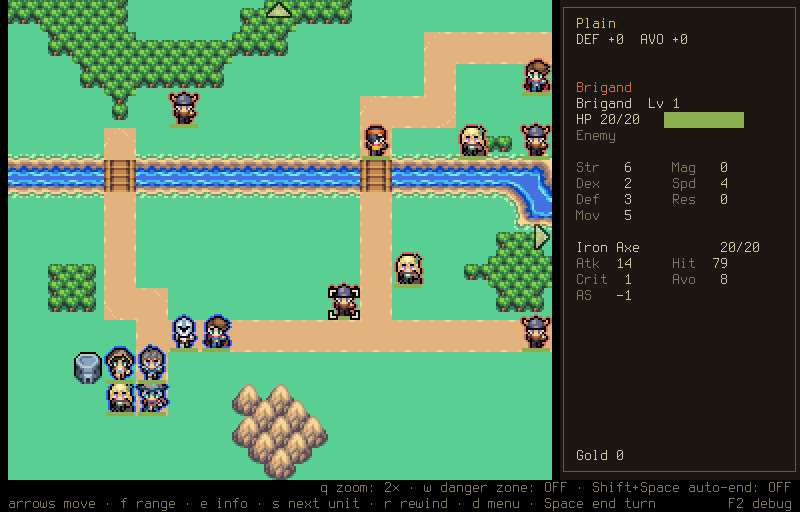 Plain
DEF +0 AVO +0
Brigand
Brigand Lv 1
HP 20/20
Enemy
Str 6 Mag 0
Dex 2 Spd 4
Def 3 Res 0
Mov 5
Iron Axe 20/20
Atk 14 Hit 79
Crit 1 Avo 8
AS -1
Gold 0
q zoom: 2× · w danger zone: OFF · Shift+Space auto-end: OFF
arrows move · f range · e info · s next unit · r rewind · d menu · Space end turn F2 debug